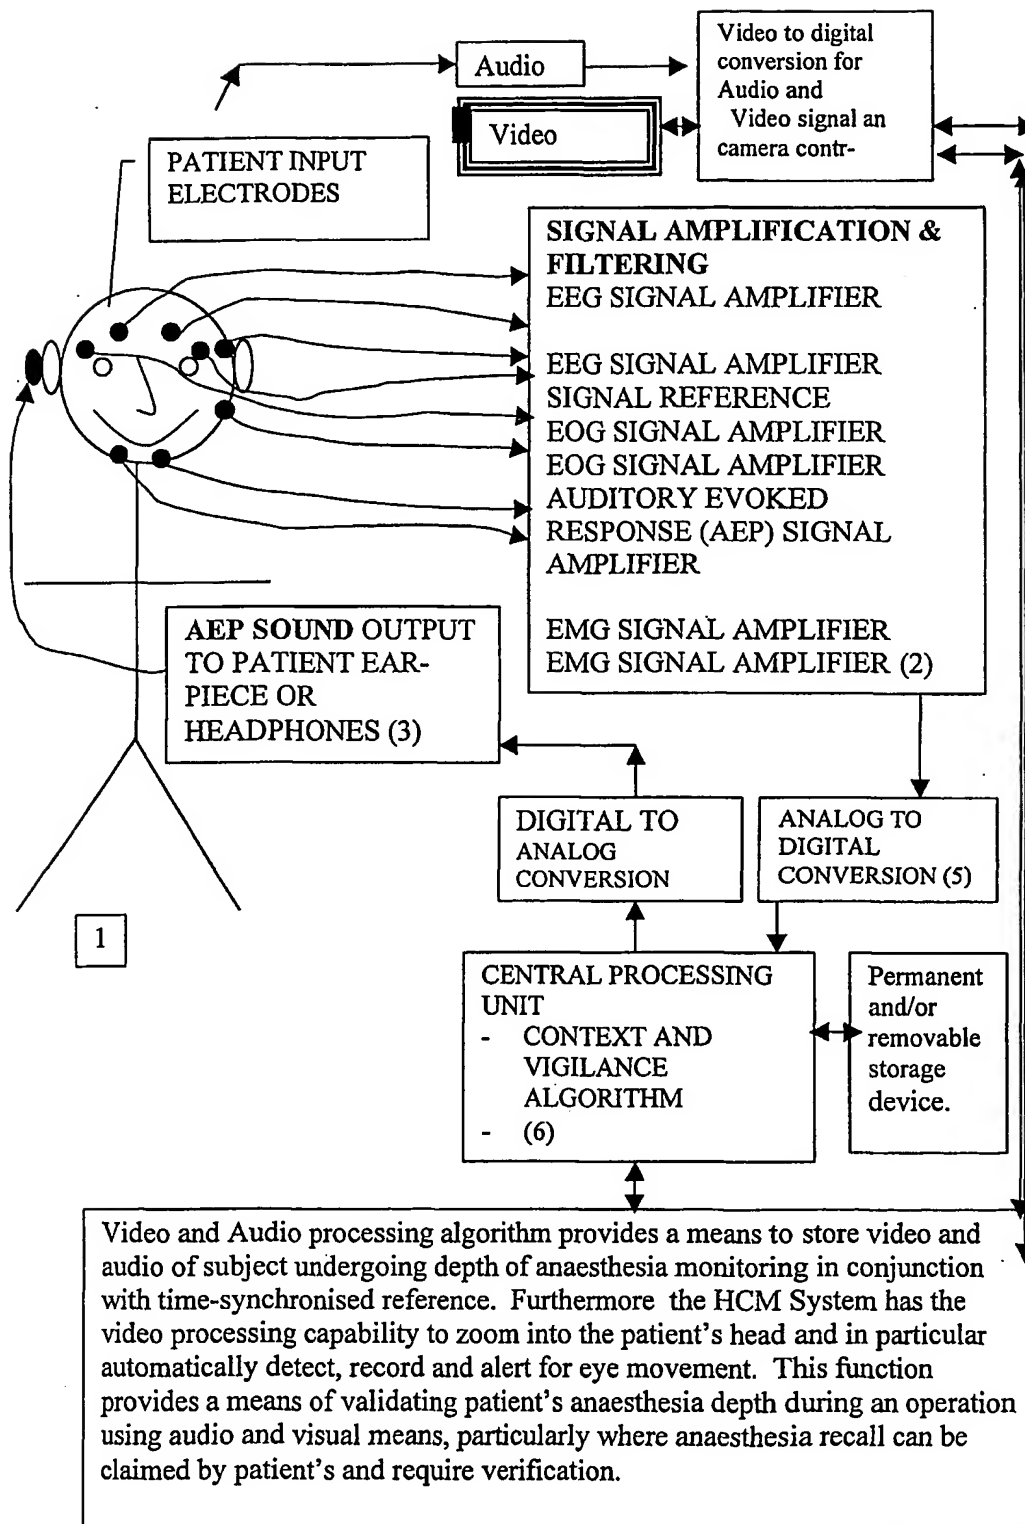 Audio
Video
Video to digital
conversion for
Audio and
Video signal an
camera contr-
PATIENT INPUT
ELECTRODES
SIGNAL AMPLIFICATION &
FILTERING
EEG SIGNAL AMPLIFIER
EEG SIGNAL AMPLIFIER
SIGNAL REFERENCE
EOG SIGNAL AMPLIFIER
EOG SIGNAL AMPLIFIER
AUDITORY EVOKED
RESPONSE (AEP) SIGNAL
AMPLIFIER
EMG SIGNAL AMPLIFIER
EMG SIGNAL AMPLIFIER (2)
AEP SOUND OUTPUT
TO PATIENT EAR-
PIECE OR
HEADPHONES (3)
DIGITAL TO
ANALOG
CONVERSION
ANALOG TO
DIGITAL
CONVERSION (5)
1
CENTRAL PROCESSING
UNIT
- CONTEXT AND
VIGILANCE
ALGORITHM
- (6)
Permanent
and/or
removable
storage
device.
Video and Audio processing algorithm provides a means to store video and
audio of subject undergoing depth of anaesthesia monitoring in conjunction
with time-synchronised reference. Furthermore the HCM System has the
video processing capability to zoom into the patient's head and in particular
automatically detect, record and alert for eye movement. This function
provides a means of validating patient's anaesthesia depth during an operation
using audio and visual means, particularly where anaesthesia recall can be
claimed by patient's and require verification.